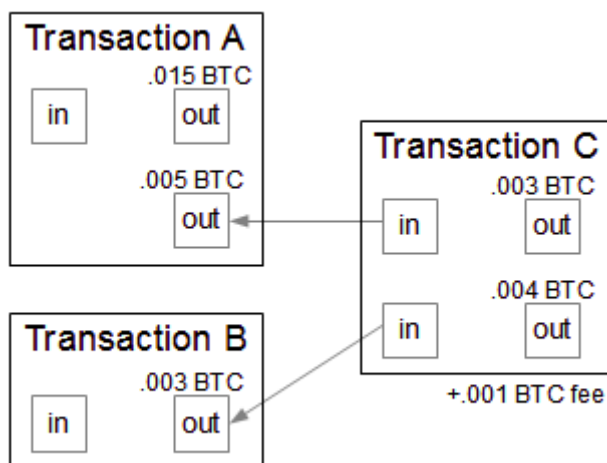 Transaction A
.015 BTC
in out
.005 BTC
out
Transaction B
.003 BTC
in out
Transaction C
.003 BTC
in out
.004 BTC
in out
+.001 BTC fee